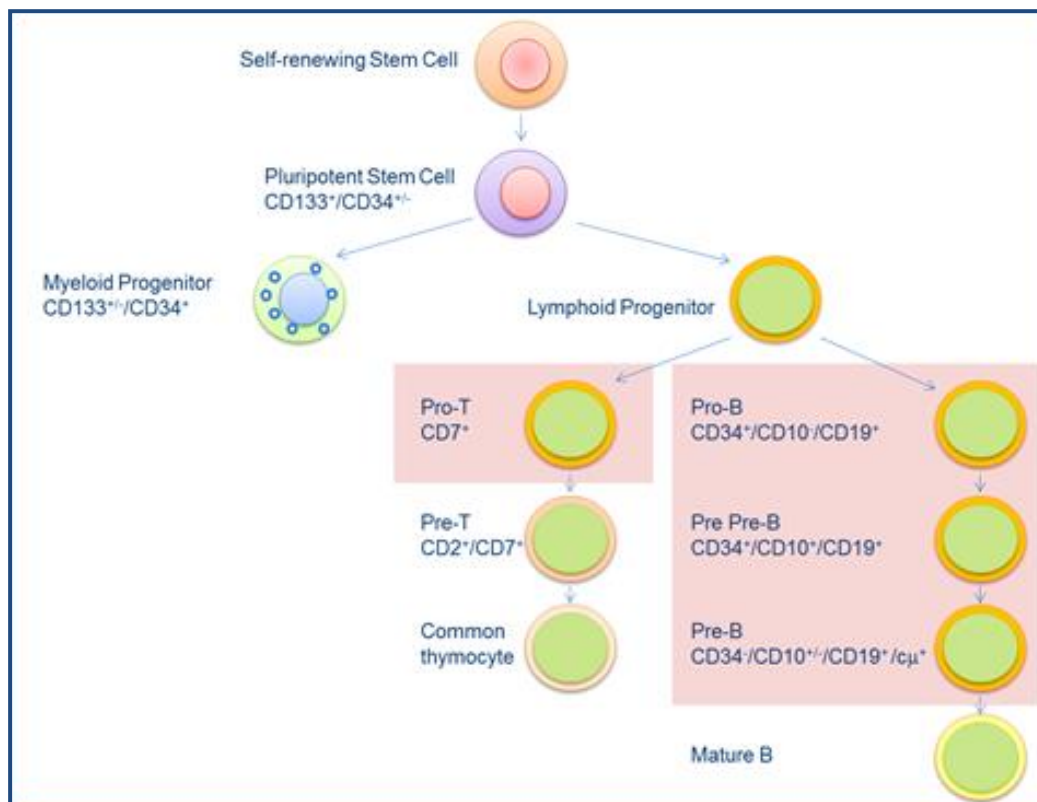 Self-renewing Stem Cell
Pluripotent Stem Cell
CD133⁺/CD34⁺/⁻
Myeloid Progenitor
CD133⁺/⁻/CD34⁺
Lymphoid Progenitor
Pro-T
CD7⁺
Pro-B
CD34⁺/CD10⁻/CD19⁺
Pre-T
CD2⁺/CD7⁺
Pre Pre-B
CD34⁺/CD10⁺/CD19⁺
Common
thymocyte
Pre-B
CD34⁻/CD10⁺/⁻/CD19⁺/cμ⁺
Mature B